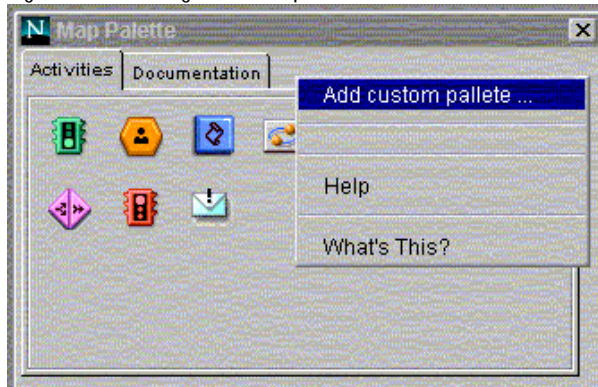 N Map Palette
Activities Documentation
Add custom pallete ...
Help
What's This?